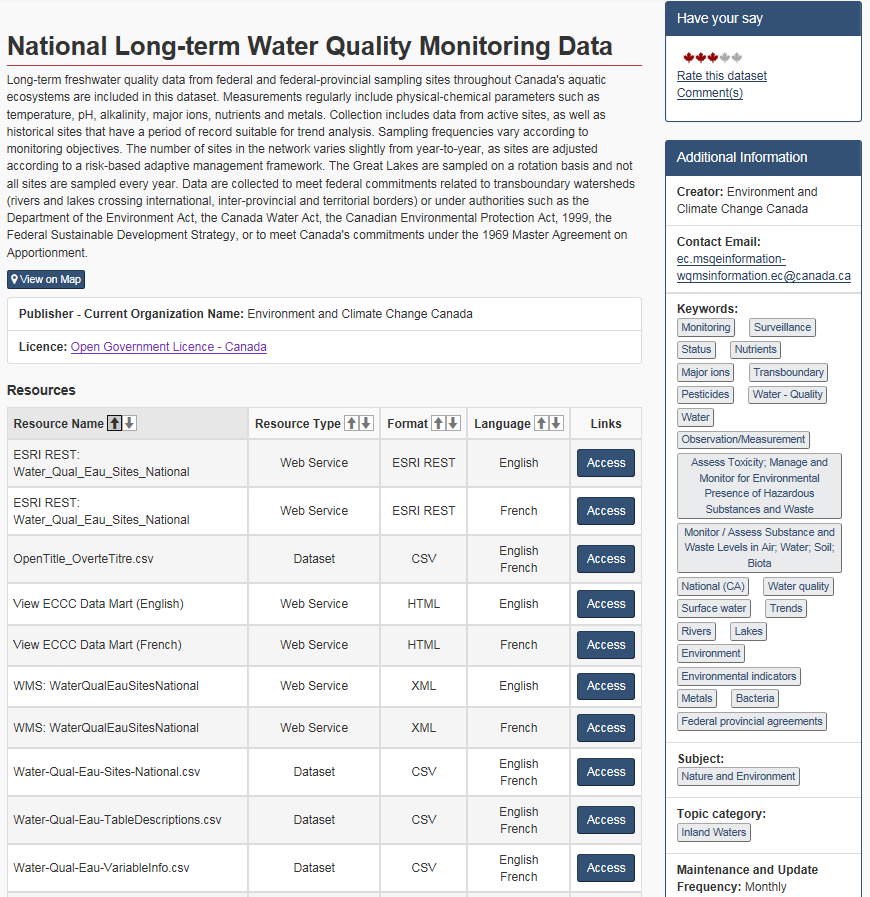 National Long-term Water Quality Monitoring Data
Long-term freshwater quality data from federal and federal-provincial sampling sites throughout Canada's aquatic
ecosystems are included in this dataset. Measurements regularly include physical-chemical parameters such as
temperature, pH, alkalinity, major ions, nutrients and metals. Collection includes data from active sites, as well as
historical sites that have a period of record suitable for trend analysis. Sampling frequencies vary according to
monitoring objectives. The number of sites in the network varies slightly from year-to-year, as sites are adjusted
according to a risk-based adaptive management framework. The Great Lakes are sampled on a rotation basis and not
all sites are sampled every year. Data are collected to meet federal commitments related to transboundary watersheds
(rivers and lakes crossing international, inter-provincial and territorial borders) or under authorities such as the
Department of the Environment Act, the Canada Water Act, the Canadian Environmental Protection Act, 1999, the
Federal Sustainable Development Strategy, or to meet Canada's commitments under the 1969 Master Agreement on
Apportionment.
View on Map
Publisher - Current Organization Name: Environment and Climate Change Canada
Licence: Open Government Licence - Canada
Resources
Resource Name Resource Type Format Language Links
ESRI REST:
Water_Qual_Eau_Sites_National Web Service ESRI REST English Access
ESRI REST:
Water_Qual_Eau_Sites_National Web Service ESRI REST French Access
OpenTitle_OverteTitre.csv Dataset CSV English
French Access
View ECCC Data Mart (English) Web Service HTML English Access
View ECCC Data Mart (French) Web Service HTML French Access
WMS: WaterQualEauSitesNational Web Service XML English Access
WMS: WaterQualEauSitesNational Web Service XML French Access
Water-Qual-Eau-Sites-National.csv Dataset CSV English
French Access
Water-Qual-Eau-TableDescriptions.csv Dataset CSV English
French Access
Water-Qual-Eau-VariableInfo.csv Dataset CSV English
French Access
Have your say
Rate this dataset
Comment(s)
Additional Information
Creator: Environment and
Climate Change Canada
Contact Email:
ec.msqeinformation-
wqmsinformation.ec@canada.ca
Keywords:
Monitoring Surveillance
Status Nutrients
Major ions Transboundary
Pesticides Water - Quality
Water
Observation/Measurement
Assess Toxicity; Manage and
Monitor for Environmental
Presence of Hazardous
Substances and Waste
Monitor / Assess Substance and
Waste Levels in Air; Water; Soil;
Biota
National (CA) Water quality
Surface water Trends
Rivers Lakes
Environment
Environmental indicators
Metals Bacteria
Federal provincial agreements
Subject:
Nature and Environment
Topic category:
Inland Waters
Maintenance and Update
Frequency: Monthly